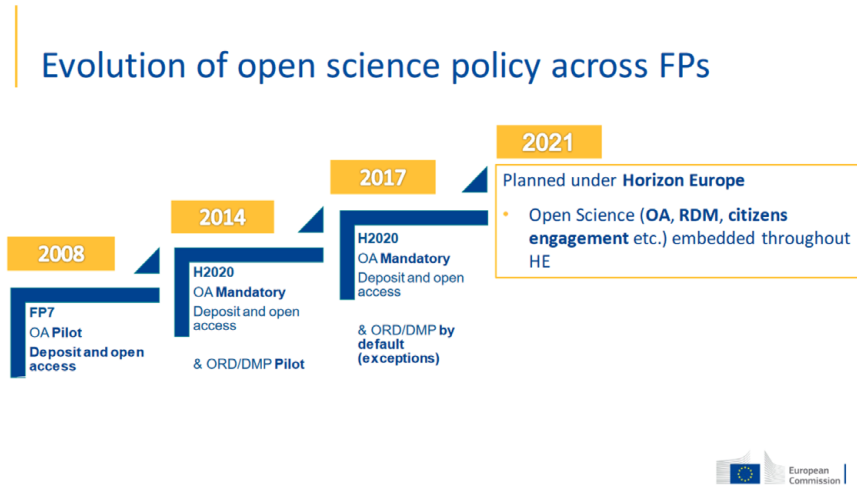 Evolution of open science policy across FPs
2008
FP7
OA Pilot
Deposit and open
access
2014
H2020
OA Mandatory
Deposit and open
access
& ORD/DMP Pilot
2017
H2020
OA Mandatory
Deposit and open
access
& ORD/DMP by
default
(exceptions)
2021
Planned under Horizon Europe
• Open Science (OA, RDM, citizens
engagement etc.) embedded throughout
HE
European
Commission